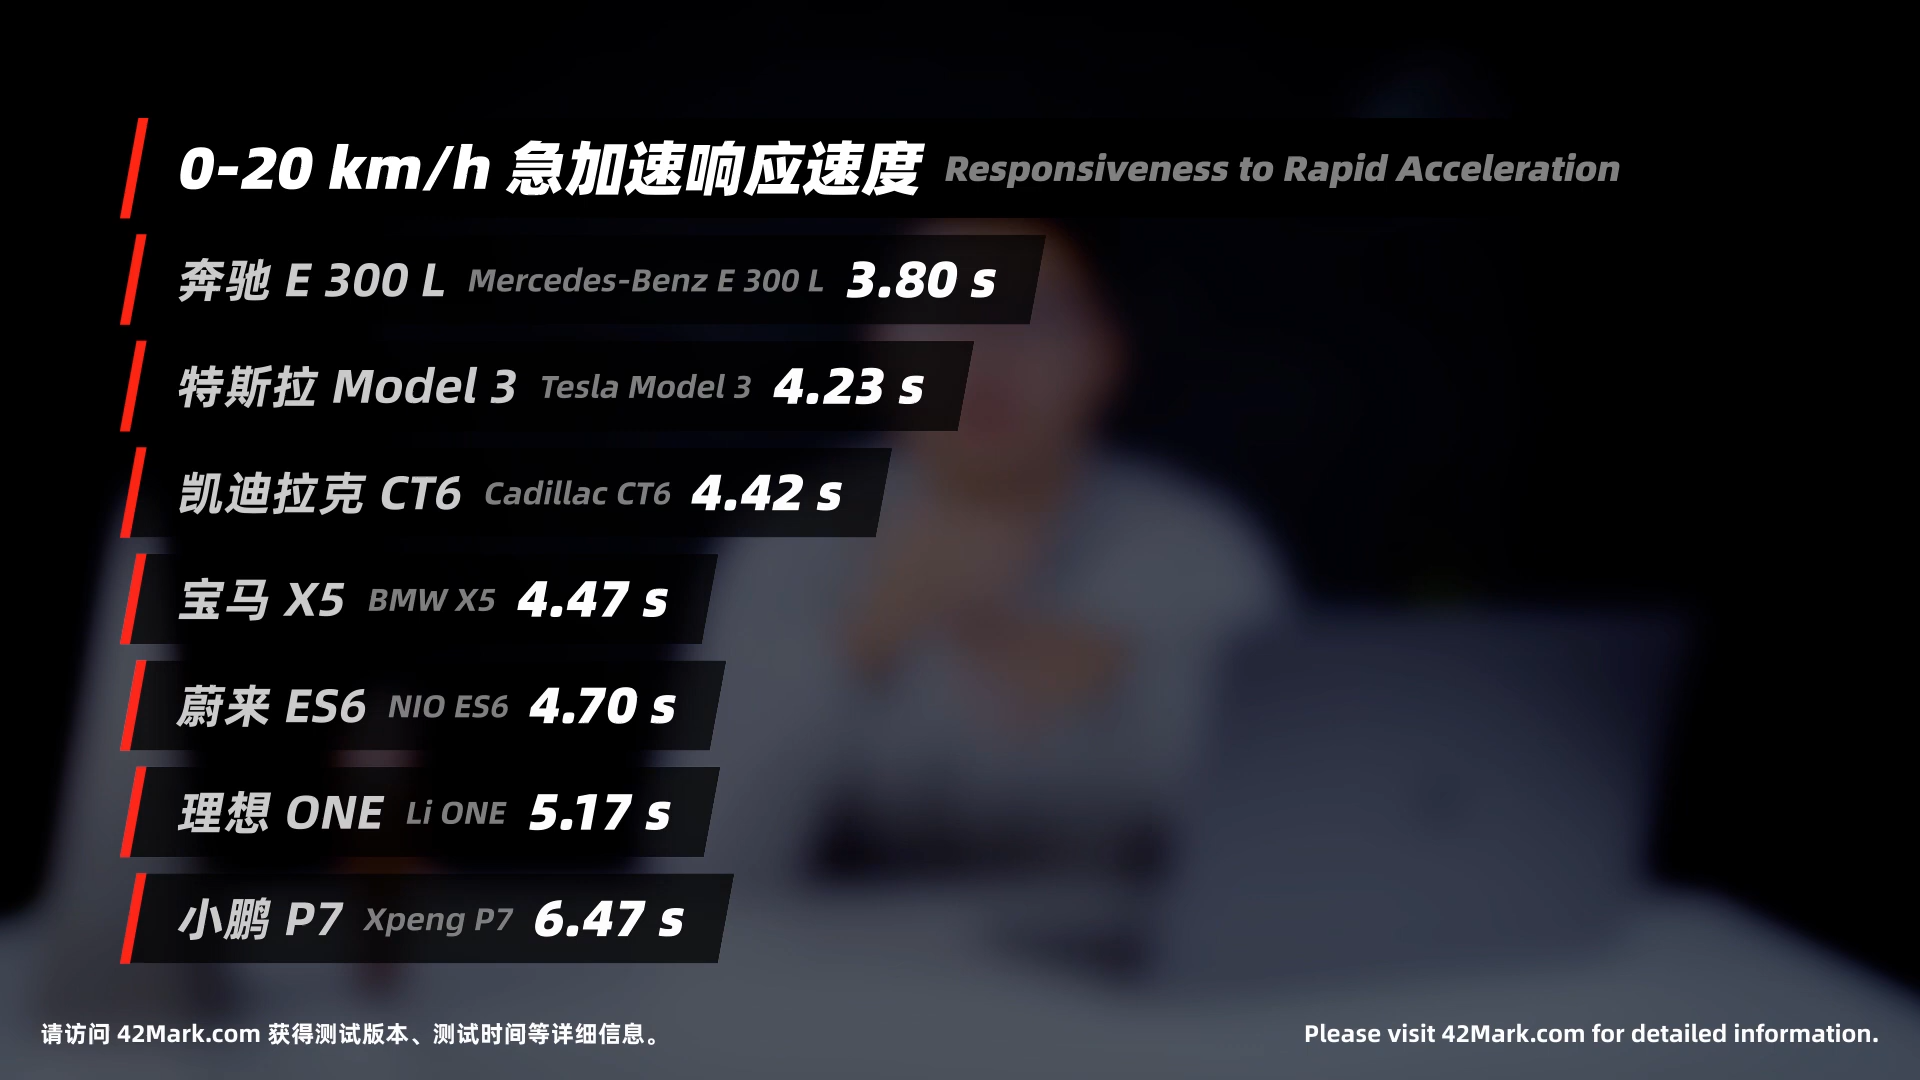 0-20 km/h 急加速响应速度 Responsiveness to Rapid Acceleration
奔驰 E 300 L Mercedes-Benz E 300 L 3.80 s
特斯拉 Model 3 Tesla Model 3 4.23 s
凯迪拉克 CT6 Cadillac CT6 4.42 s
宝马 X5 BMW X5 4.47 s
蔚来 ES6 NIO ES6 4.70 s
理想 ONE Li ONE 5.17 s
小鹏 P7 Xpeng P7 6.47 s
请访问 42Mark.com 获得测试版本、测试时间等详细信息。
Please visit 42Mark.com for detailed information.